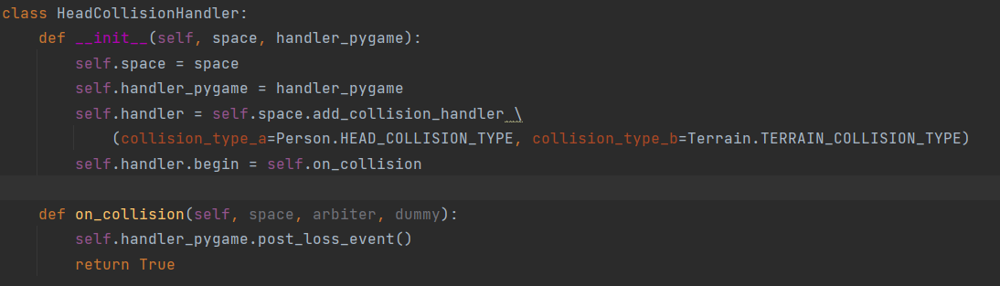 class HeadCollisionHandler:
    def __init__(self, space, handler_pygame):
        self.space = space
        self.handler_pygame = handler_pygame
        self.handler = self.space.add_collision_handler \
            (collision_type_a=Person.HEAD_COLLISION_TYPE, collision_type_b=Terrain.TERRAIN_COLLISION_TYPE)
        self.handler.begin = self.on_collision

    def on_collision(self, space, arbiter, dummy):
        self.handler_pygame.post_loss_event()
        return True